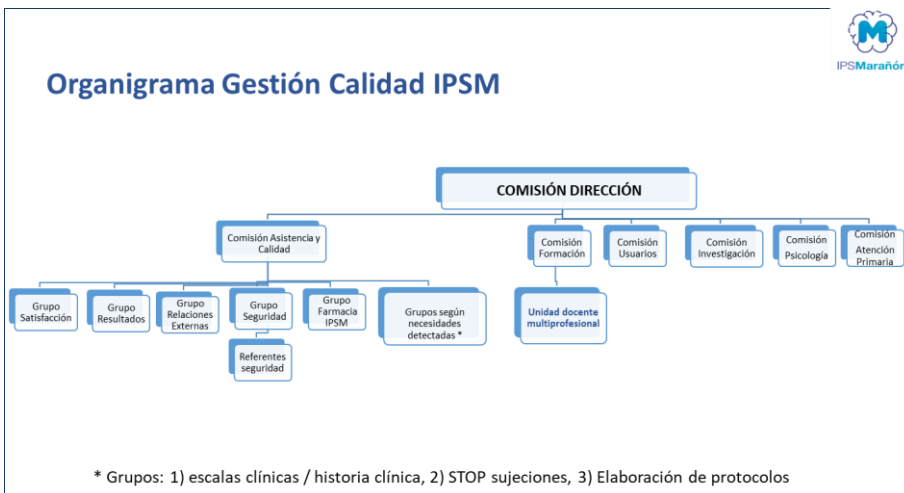 M
IPSMarañón
Organigrama Gestión Calidad IPSM
COMISIÓN DIRECCIÓN
Comisión Asistencia y
Calidad
Comisión
Formación
Comisión
Usuarios
Comisión
Investigación
Comisión
Psicología
Comisión
Atención
Primaria
Grupo
Satisfacción
Grupo
Resultados
Grupo
Relaciones
Externas
Grupo
Seguridad
Grupo
Farmacia
IPSM
Grupos según
necesidades
detectadas *
Unidad docente
multiprofesional
Referentes
seguridad
* Grupos: 1) escalas clínicas / historia clínica, 2) STOP sujeciones, 3) Elaboración de protocolos